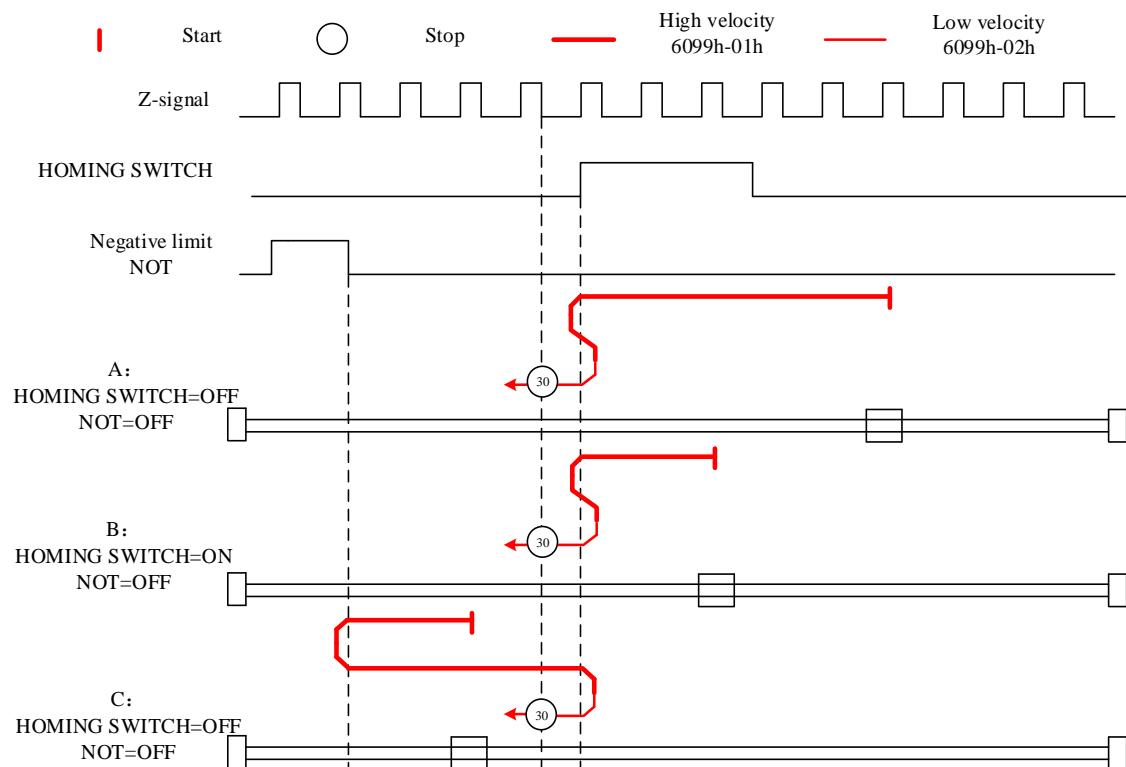 Start
Stop
High velocity
6099h-01h
Low velocity
6099h-02h
Z-signal
HOMING SWITCH
Negative limit
NOT
A：
HOMING SWITCH=OFF
NOT=OFF
30
B：
HOMING SWITCH=ON
NOT=OFF
30
C：
HOMING SWITCH=OFF
NOT=OFF
30